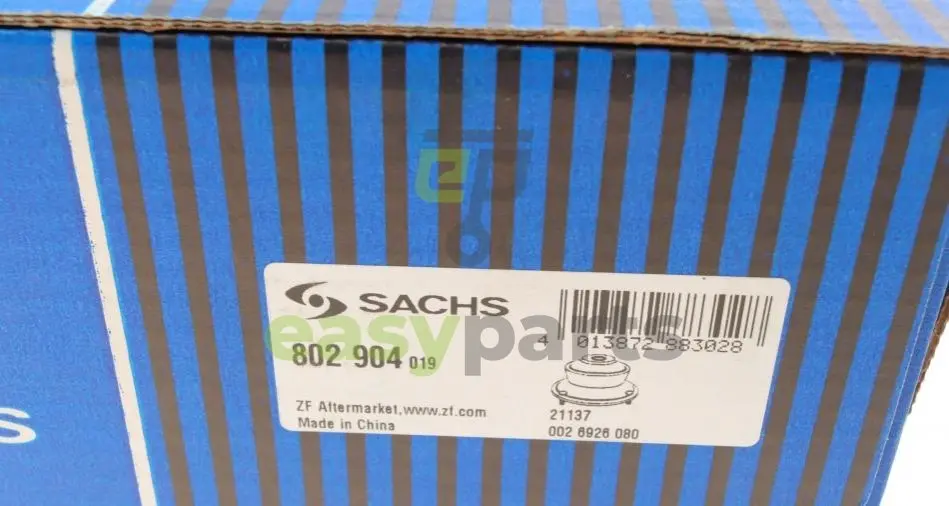 ep
SACHS
easyparts
802 904 019
4 013872 883028
ZF Aftermarket,www.zf.com
Made in China
21137
002 6926 080
S